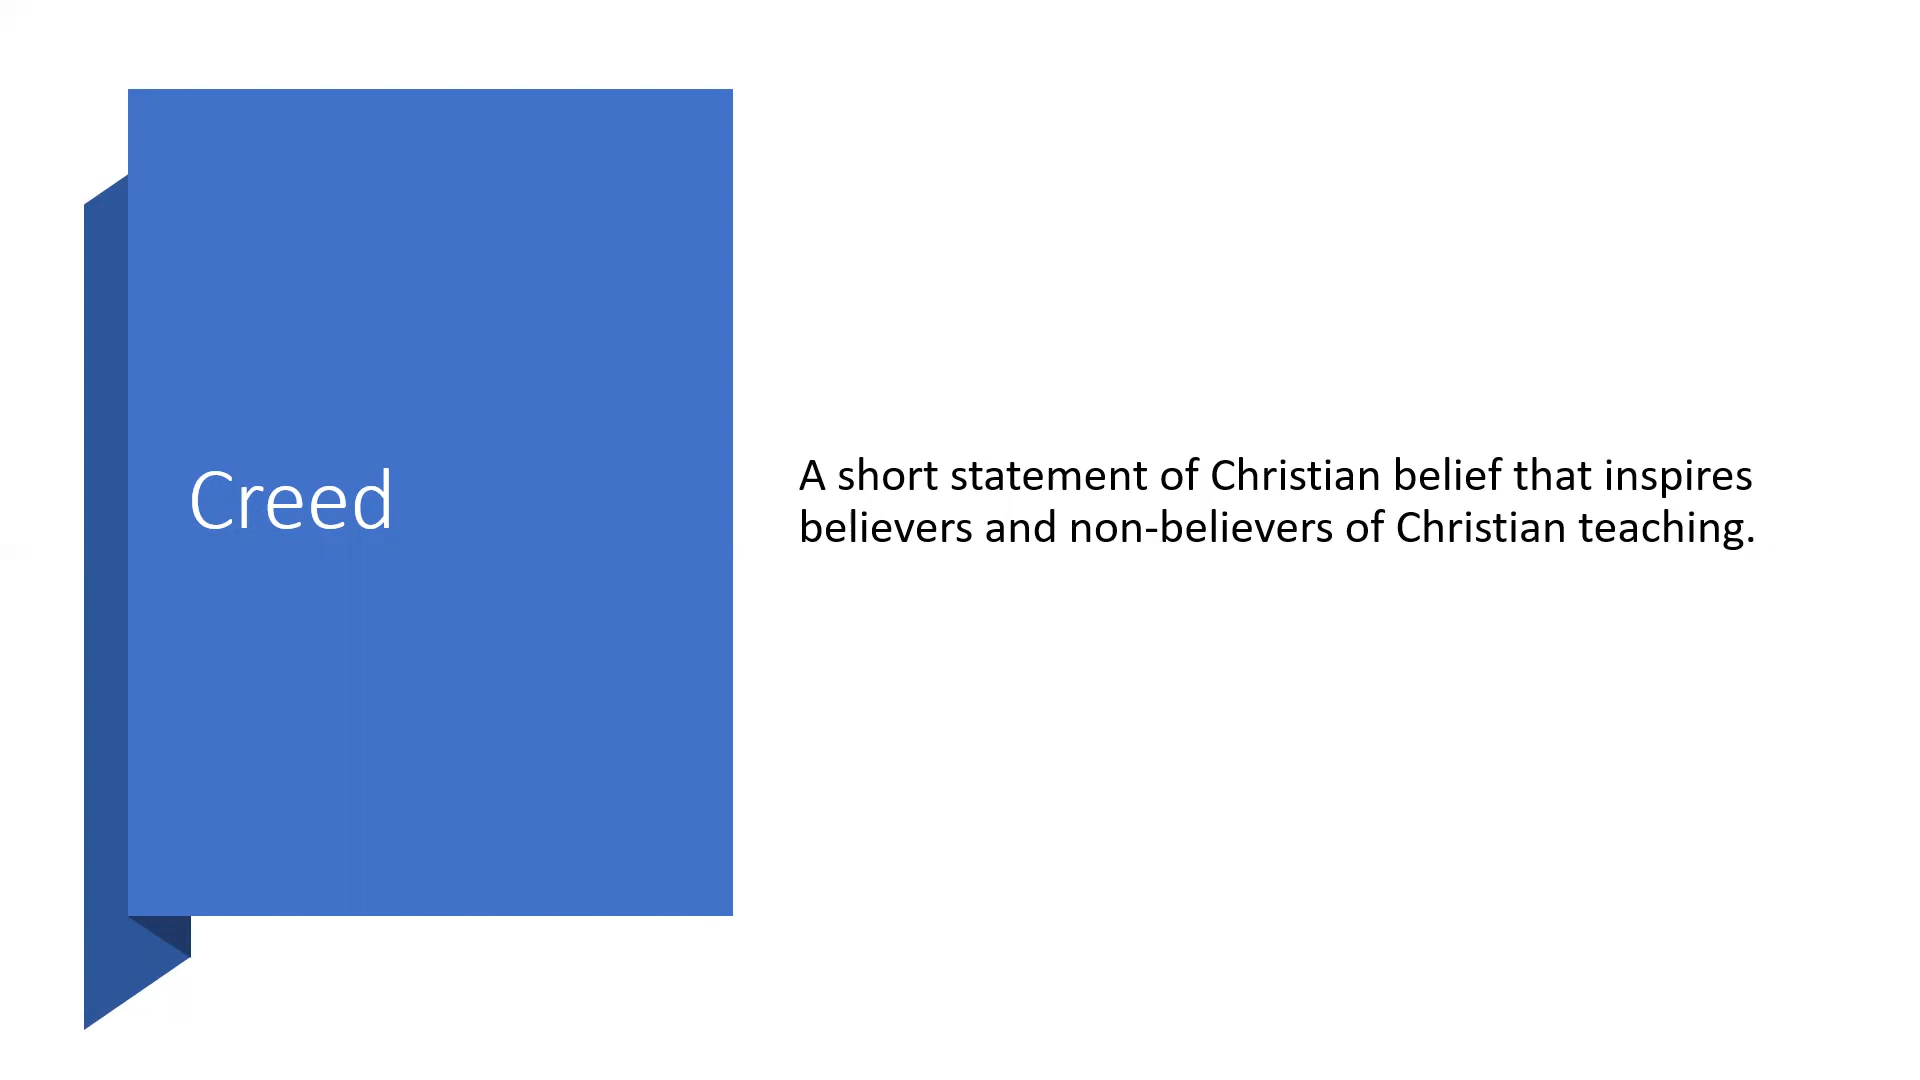 Creed
A short statement of Christian belief that inspires
believers and non-believers of Christian teaching.